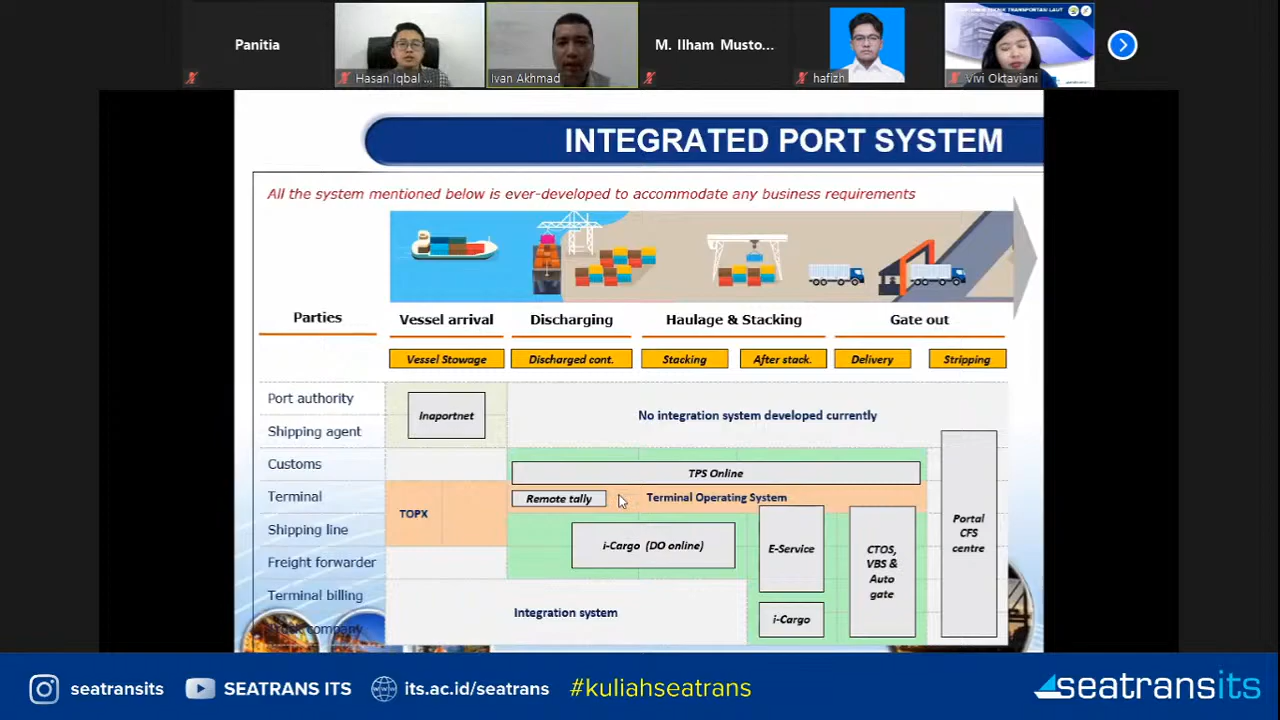 Panitia
Hasan Iqbal ...
Ivan Akhmad
M. Ilham Musto...
hafizh
Vivi Oktaviani
INTEGRATED PORT SYSTEM
All the system mentioned below is ever-developed to accommodate any business requirements
Parties
Vessel arrival
Discharging
Haulage & Stacking
Gate out
Vessel Stowage
Discharged cont.
Stacking
After stack.
Delivery
Stripping
Port authority
Shipping agent
Customs
Terminal
Shipping line
Freight forwarder
Terminal billing
Truck company
Inaportnet
No integration system developed currently
TPS Online
TOPX
Remote tally
Terminal Operating System
i-Cargo (DO online)
E-Service
i-Cargo
CTOS,
VBS &
Auto
gate
Portal
CFS
centre
Integration system
seatransits
SEATRANS ITS
its.ac.id/seatrans
#kuliahseatrans
seatransits